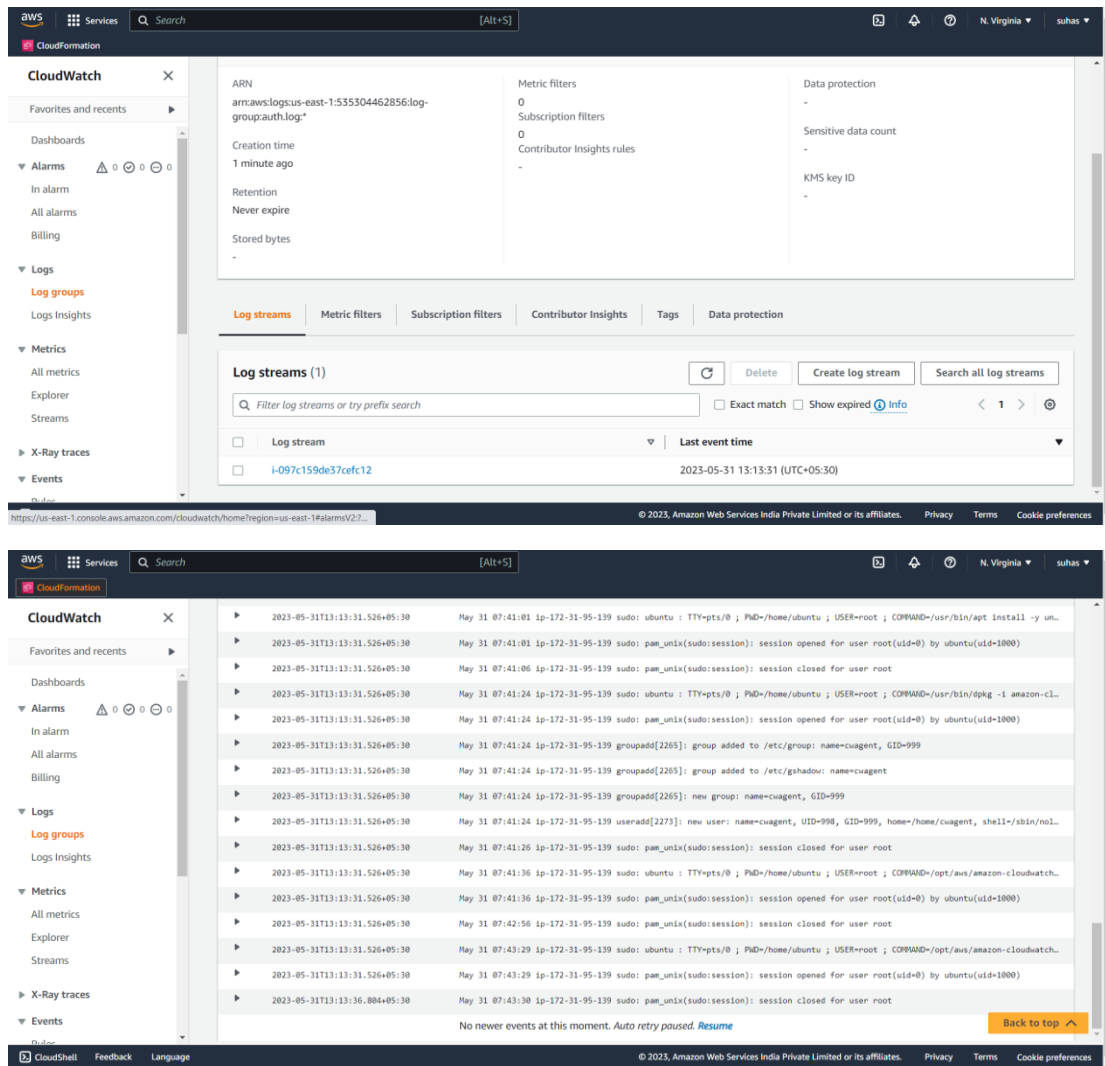 aws Services Search [Alt+S] N. Virginia ▼ suhas ▼
CloudFormation
CloudWatch
Favorites and recents
Dashboards
Alarms 0 0 0
In alarm
All alarms
Billing
Logs
Log groups
Logs Insights
Metrics
All metrics
Explorer
Streams
X-Ray traces
Events
Rules
ARN
arn:aws:logs:us-east-1:535304462856:log-
group:auth.log:*
Creation time
1 minute ago
Retention
Never expire
Stored bytes
-
Metric filters
0
Subscription filters
0
Contributor Insights rules
-
Data protection
-
Sensitive data count
-
KMS key ID
-
Log streams Metric filters Subscription filters Contributor Insights Tags Data protection
Log streams (1) Delete Create log stream Search all log streams
Filter log streams or try prefix search Exact match Show expired Info 1
Log stream Last event time
i-097c159de37cefc12 2023-05-31 13:13:31 (UTC+05:30)
https://us-east-1.console.aws.amazon.com/cloudwatch/home?region=us-east-1#alarmsV2:?...
© 2023, Amazon Web Services India Private Limited or its affiliates. Privacy Terms Cookie preferences
aws Services Search [Alt+S] N. Virginia ▼ suhas ▼
CloudFormation
CloudWatch
Favorites and recents
Dashboards
Alarms 0 0 0
In alarm
All alarms
Billing
Logs
Log groups
Logs Insights
Metrics
All metrics
Explorer
Streams
X-Ray traces
Events
Rules
2023-05-31T13:13:31.526+05:30 May 31 07:41:01 ip-172-31-95-139 sudo: ubuntu : TTY=pts/0 ; PWD=/home/ubuntu ; USER=root ; COMMAND=/usr/bin/apt install -y un…
2023-05-31T13:13:31.526+05:30 May 31 07:41:01 ip-172-31-95-139 sudo: pam_unix(sudo:session): session opened for user root(uid=0) by ubuntu(uid=1000)
2023-05-31T13:13:31.526+05:30 May 31 07:41:06 ip-172-31-95-139 sudo: pam_unix(sudo:session): session closed for user root
2023-05-31T13:13:31.526+05:30 May 31 07:41:24 ip-172-31-95-139 sudo: ubuntu : TTY=pts/0 ; PWD=/home/ubuntu ; USER=root ; COMMAND=/usr/bin/dpkg -i amazon-cl…
2023-05-31T13:13:31.526+05:30 May 31 07:41:24 ip-172-31-95-139 sudo: pam_unix(sudo:session): session opened for user root(uid=0) by ubuntu(uid=1000)
2023-05-31T13:13:31.526+05:30 May 31 07:41:24 ip-172-31-95-139 groupadd[2265]: group added to /etc/group: name=cwagent, GID=999
2023-05-31T13:13:31.526+05:30 May 31 07:41:24 ip-172-31-95-139 groupadd[2265]: group added to /etc/gshadow: name=cwagent
2023-05-31T13:13:31.526+05:30 May 31 07:41:24 ip-172-31-95-139 groupadd[2265]: new group: name=cwagent, GID=999
2023-05-31T13:13:31.526+05:30 May 31 07:41:24 ip-172-31-95-139 useradd[2273]: new user: name=cwagent, UID=998, GID=999, home=/home/cwagent, shell=/sbin/nol…
2023-05-31T13:13:31.526+05:30 May 31 07:41:26 ip-172-31-95-139 sudo: pam_unix(sudo:session): session closed for user root
2023-05-31T13:13:31.526+05:30 May 31 07:41:36 ip-172-31-95-139 sudo: ubuntu : TTY=pts/0 ; PWD=/home/ubuntu ; USER=root ; COMMAND=/opt/aws/amazon-cloudwatch…
2023-05-31T13:13:31.526+05:30 May 31 07:41:36 ip-172-31-95-139 sudo: pam_unix(sudo:session): session opened for user root(uid=0) by ubuntu(uid=1000)
2023-05-31T13:13:31.526+05:30 May 31 07:42:56 ip-172-31-95-139 sudo: pam_unix(sudo:session): session closed for user root
2023-05-31T13:13:31.526+05:30 May 31 07:43:29 ip-172-31-95-139 sudo: ubuntu : TTY=pts/0 ; PWD=/home/ubuntu ; USER=root ; COMMAND=/opt/aws/amazon-cloudwatch…
2023-05-31T13:13:31.526+05:30 May 31 07:43:29 ip-172-31-95-139 sudo: pam_unix(sudo:session): session opened for user root(uid=0) by ubuntu(uid=1000)
2023-05-31T13:13:36.804+05:30 May 31 07:43:30 ip-172-31-95-139 sudo: pam_unix(sudo:session): session closed for user root
No newer events at this moment. Auto retry paused. Resume
Back to top
CloudShell Feedback Language © 2023, Amazon Web Services India Private Limited or its affiliates. Privacy Terms Cookie preferences